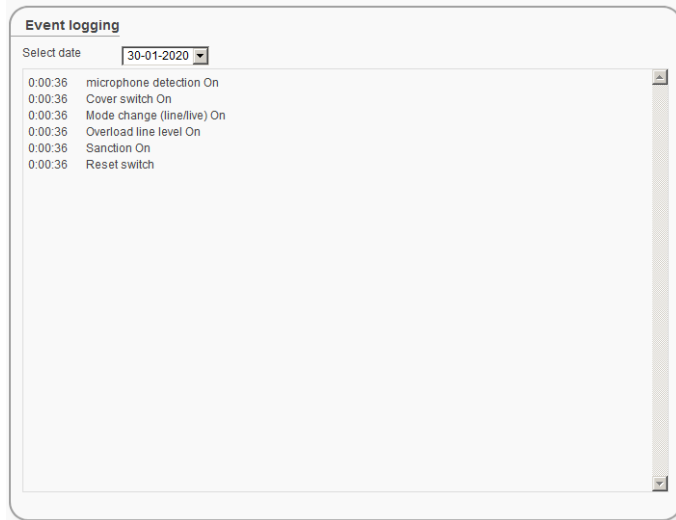 Event logging
Select date 30-01-2020
0:00:36 microphone detection On
0:00:36 Cover switch On
0:00:36 Mode change (line/live) On
0:00:36 Overload line level On
0:00:36 Sanction On
0:00:36 Reset switch